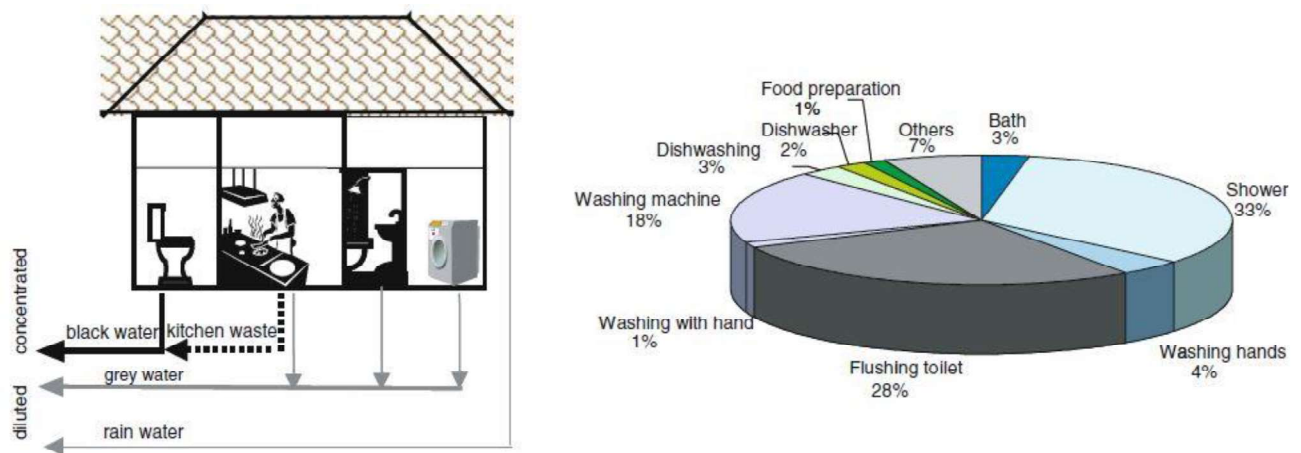 concentrated
diluted
black water
kitchen waste
grey water
rain water
Food preparation
1%
Dishwasher
2%
Others
7%
Bath
3%
Dishwashing
3%
Washing machine
18%
Shower
33%
Washing with hand
1%
Flushing toilet
28%
Washing hands
4%